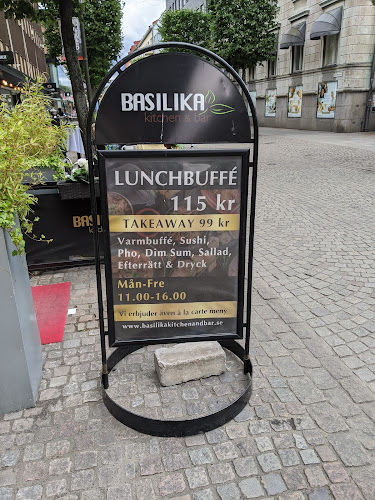 BASILIKA
kitchen & bar
LUNCHBUFFÉ
115 kr
TAKEAWAY 99 kr
Varmbuffé, Sushi,
Pho, Dim Sum, Sallad,
Efterrätt & Dryck
Mån-Fre
11.00-16.00
Vi erbjuder även à la carte meny
www.basilikakitchenandbar.se
BASI